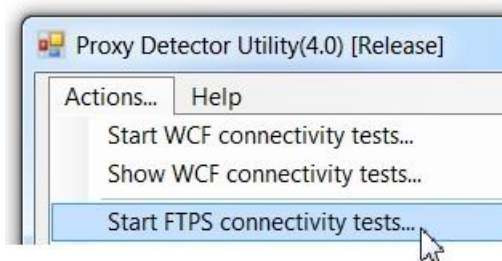 Proxy Detector Utility(4.0) [Release]
Actions... Help
Start WCF connectivity tests...
Show WCF connectivity tests...
Start FTPS connectivity tests...